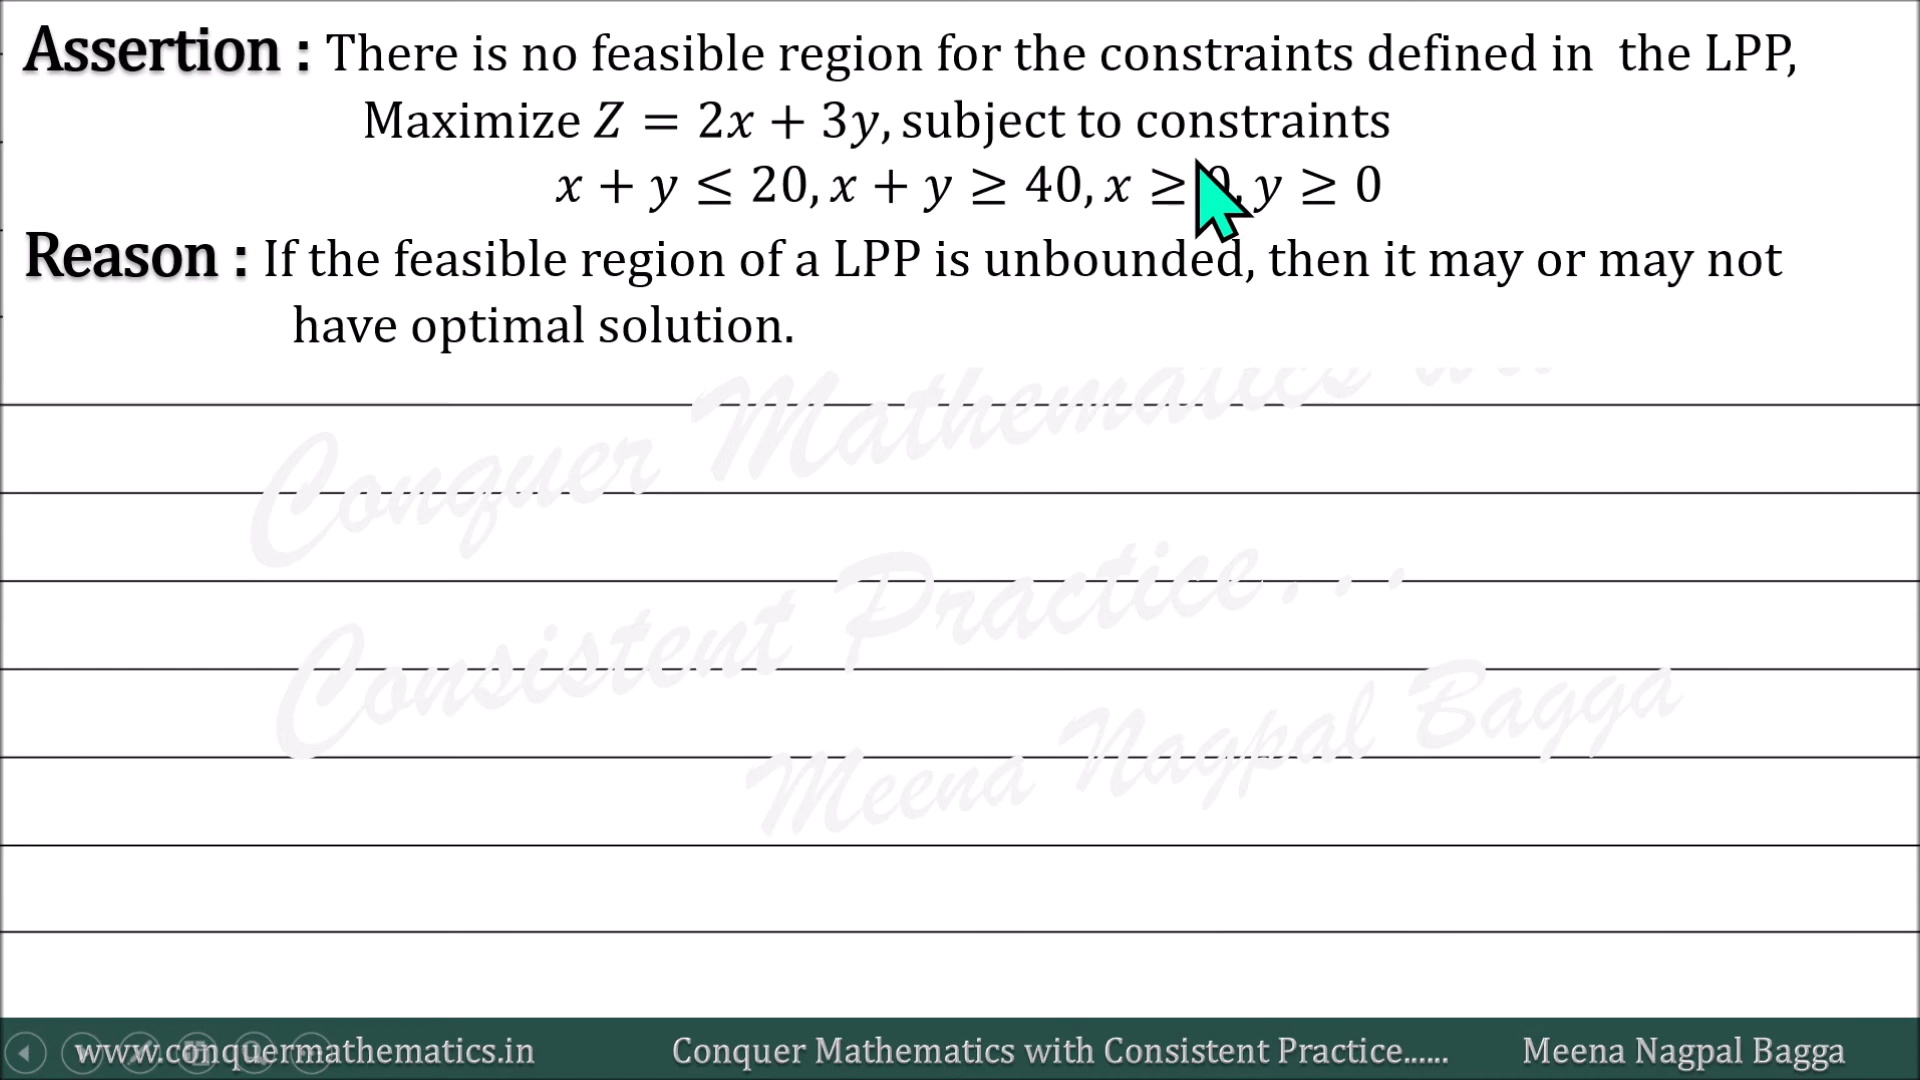 Assertion : There is no feasible region for the constraints defined in the LPP,
Maximize Z = 2x + 3y, subject to constraints
x + y ≤ 20, x + y ≥ 40, x ≥ 0, y ≥ 0
Reason : If the feasible region of a LPP is unbounded, then it may or may not
have optimal solution.
Conquer Mathematics
Consistent Practice...
Meena Nagpal Bagga
www.conquermathematics.in Conquer Mathematics with Consistent Practice...... Meena Nagpal Bagga